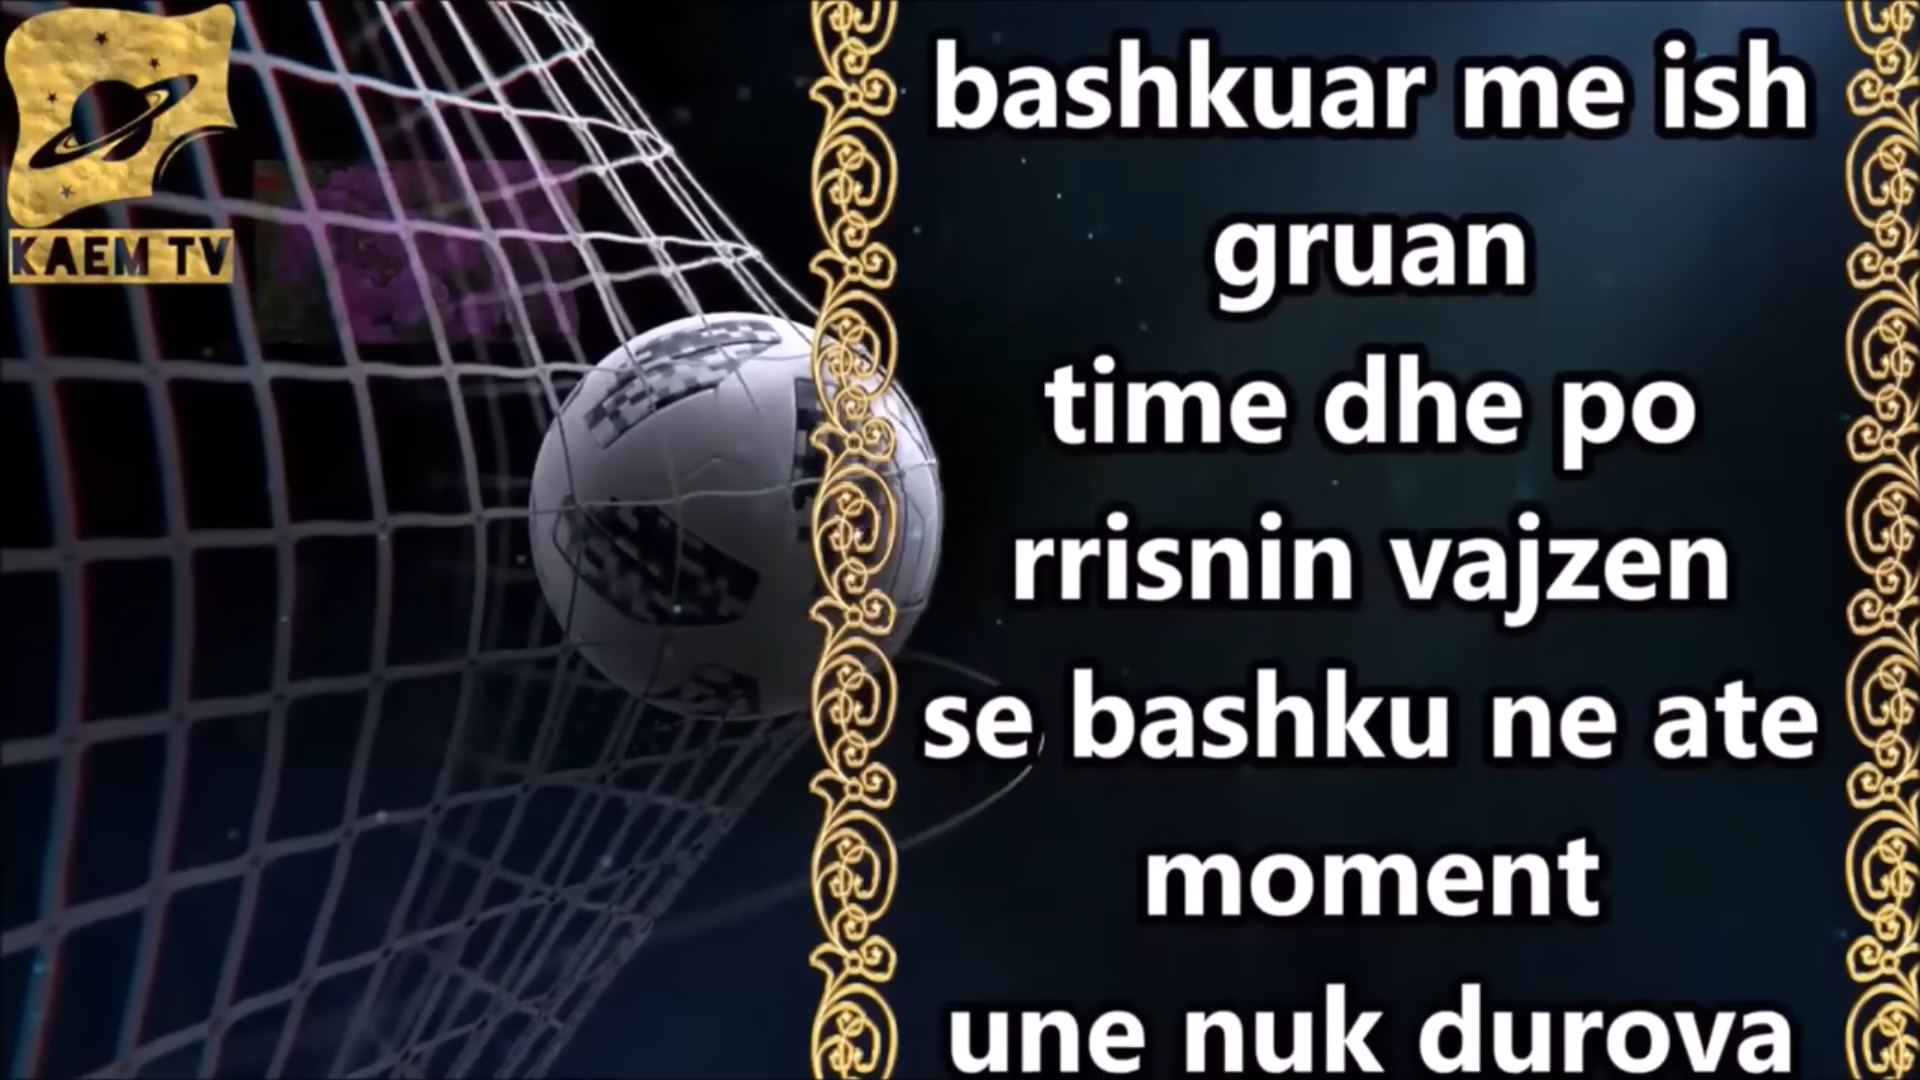 KAEM TV
bashkuar me ish
gruan
time dhe po
rrisnin vajzen
se bashku ne ate
moment
une nuk durova